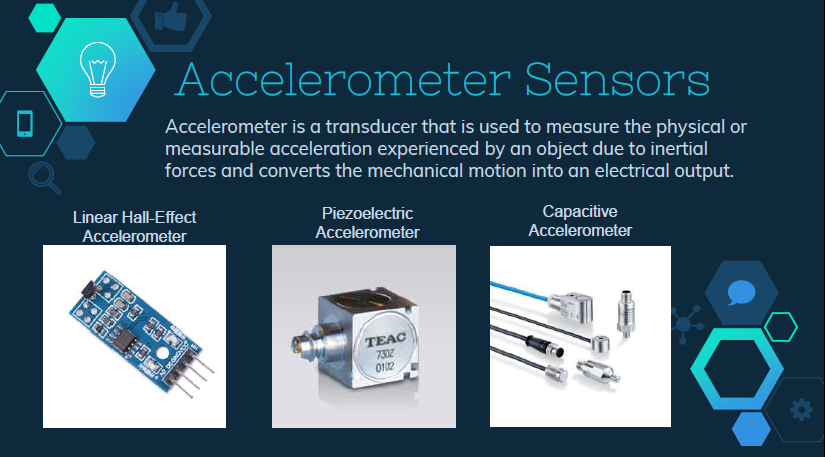 Accelerometer Sensors
Accelerometer is a transducer that is used to measure the physical or
measurable acceleration experienced by an object due to inertial
forces and converts the mechanical motion into an electrical output.
Linear Hall-Effect
Accelerometer
Piezoelectric
Accelerometer
Capacitive
Accelerometer
TEAC
730Z
0102